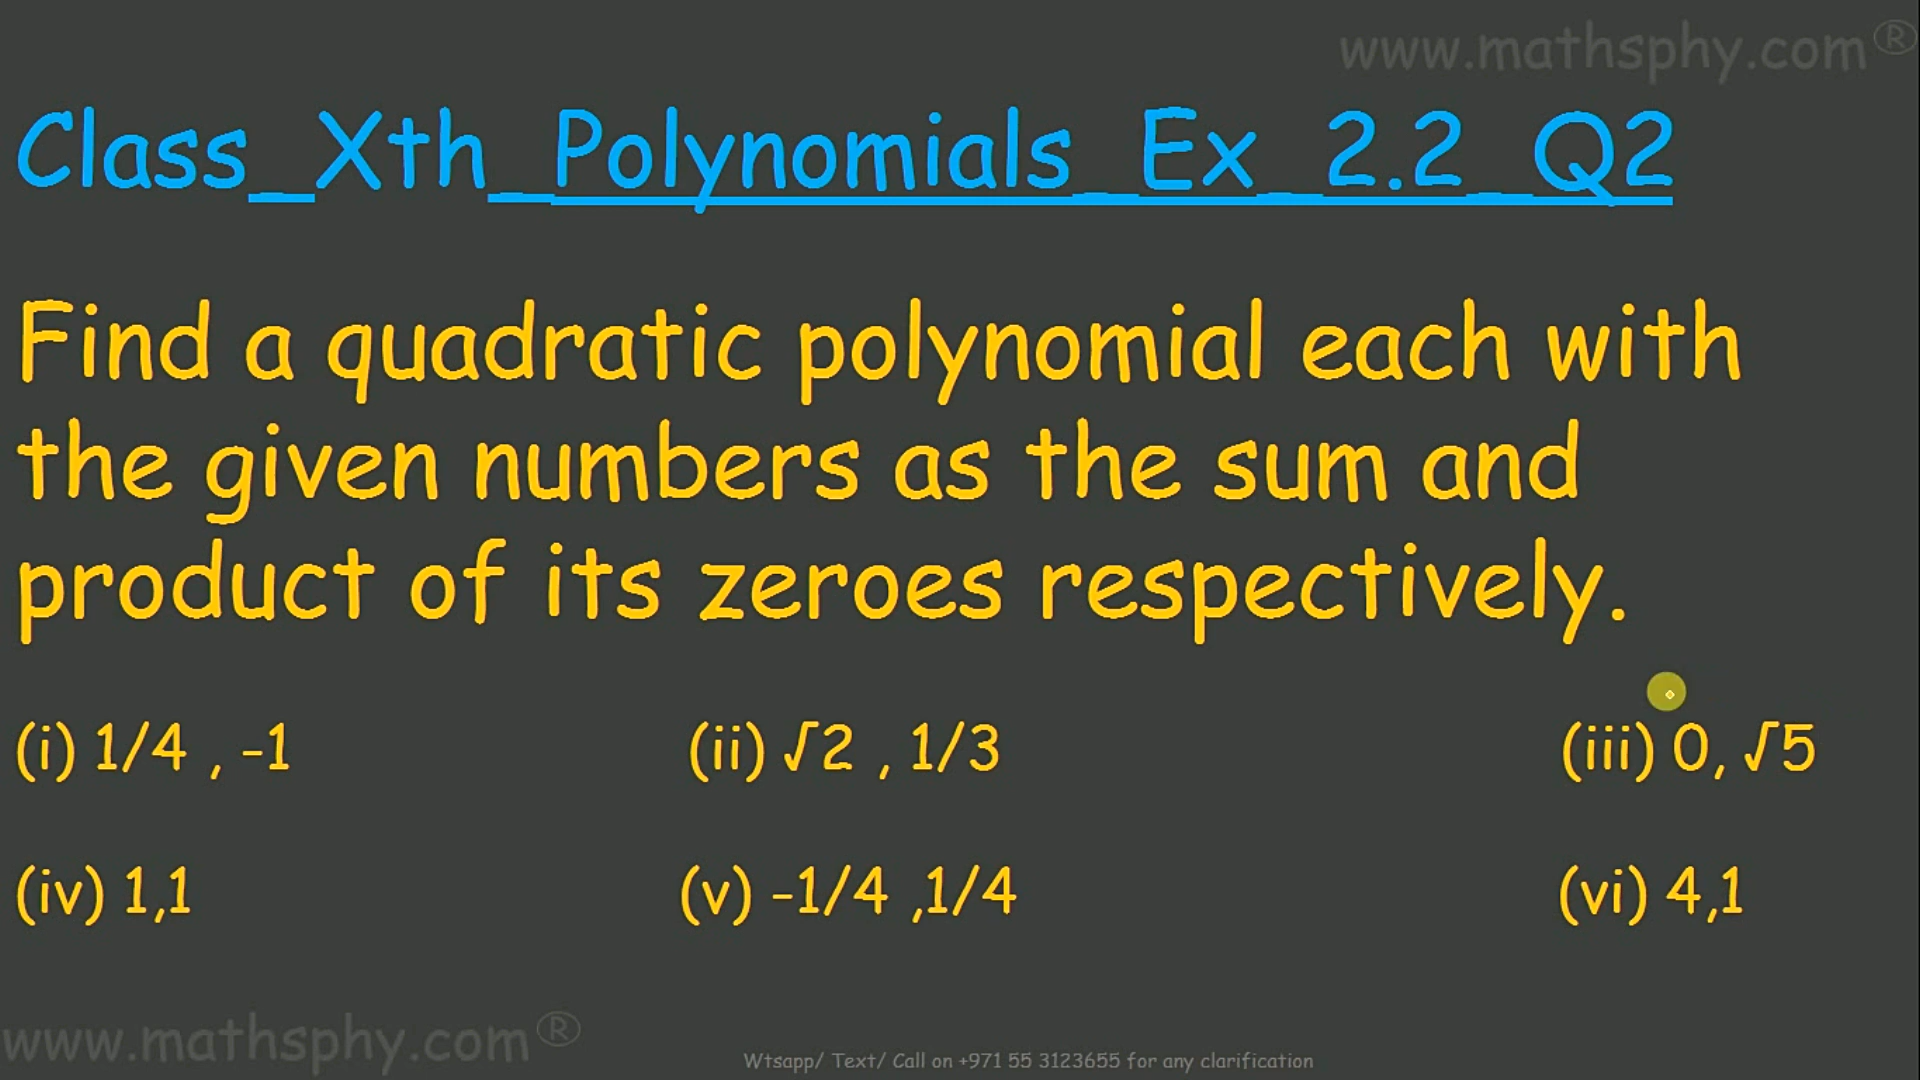 www.mathsphy.com®
Class_Xth_Polynomials_Ex_2.2_Q2
Find a quadratic polynomial each with
the given numbers as the sum and
product of its zeroes respectively.
(i) 1/4 , -1 (ii) √2 , 1/3 (iii) 0, √5
(iv) 1,1 (v) -1/4 ,1/4 (vi) 4,1
www.mathsphy.com®
Wtsapp/ Text/ Call on +971 55 3123655 for any clarification